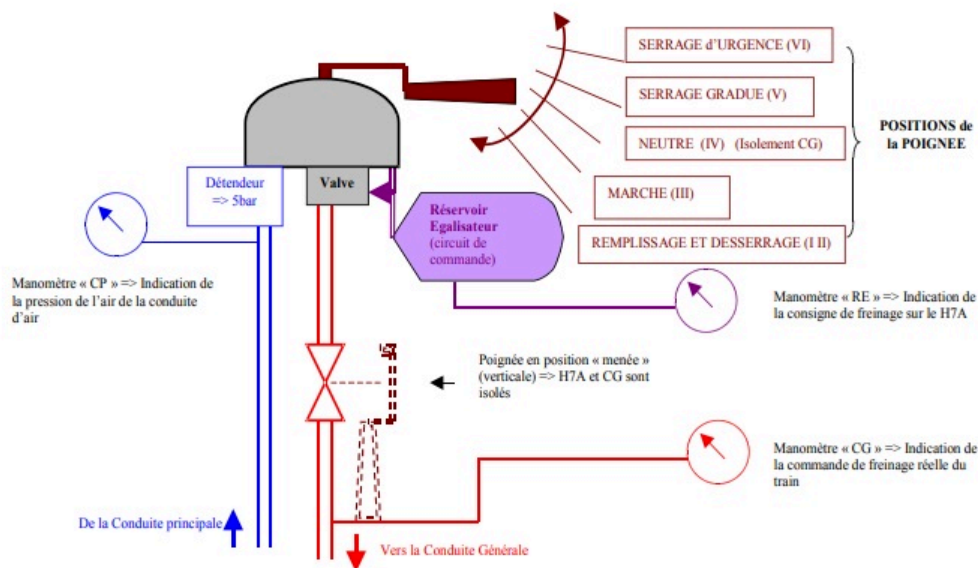 SERRAGE d'URGENCE (VI)
SERRAGE GRADUE (V)
NEUTRE (IV) (Isolement CG)
MARCHE (III)
REMPLISSAGE ET DESSERRAGE (I II)
POSITIONS de
la POIGNEE
Détendeur
=> 5bar
Valve
Réservoir
Egalisateur
(circuit de
commande)
Manomètre « CP » => Indication de
la pression de l'air de la conduite
d'air
Manomètre « RE » => Indication de
la consigne de freinage sur le H7A
Poignée en position « menée »
(verticale) => H7A et CG sont
isolés
Manomètre « CG » => Indication de
la commande de freinage réelle du
train
De la Conduite principale
Vers la Conduite Générale